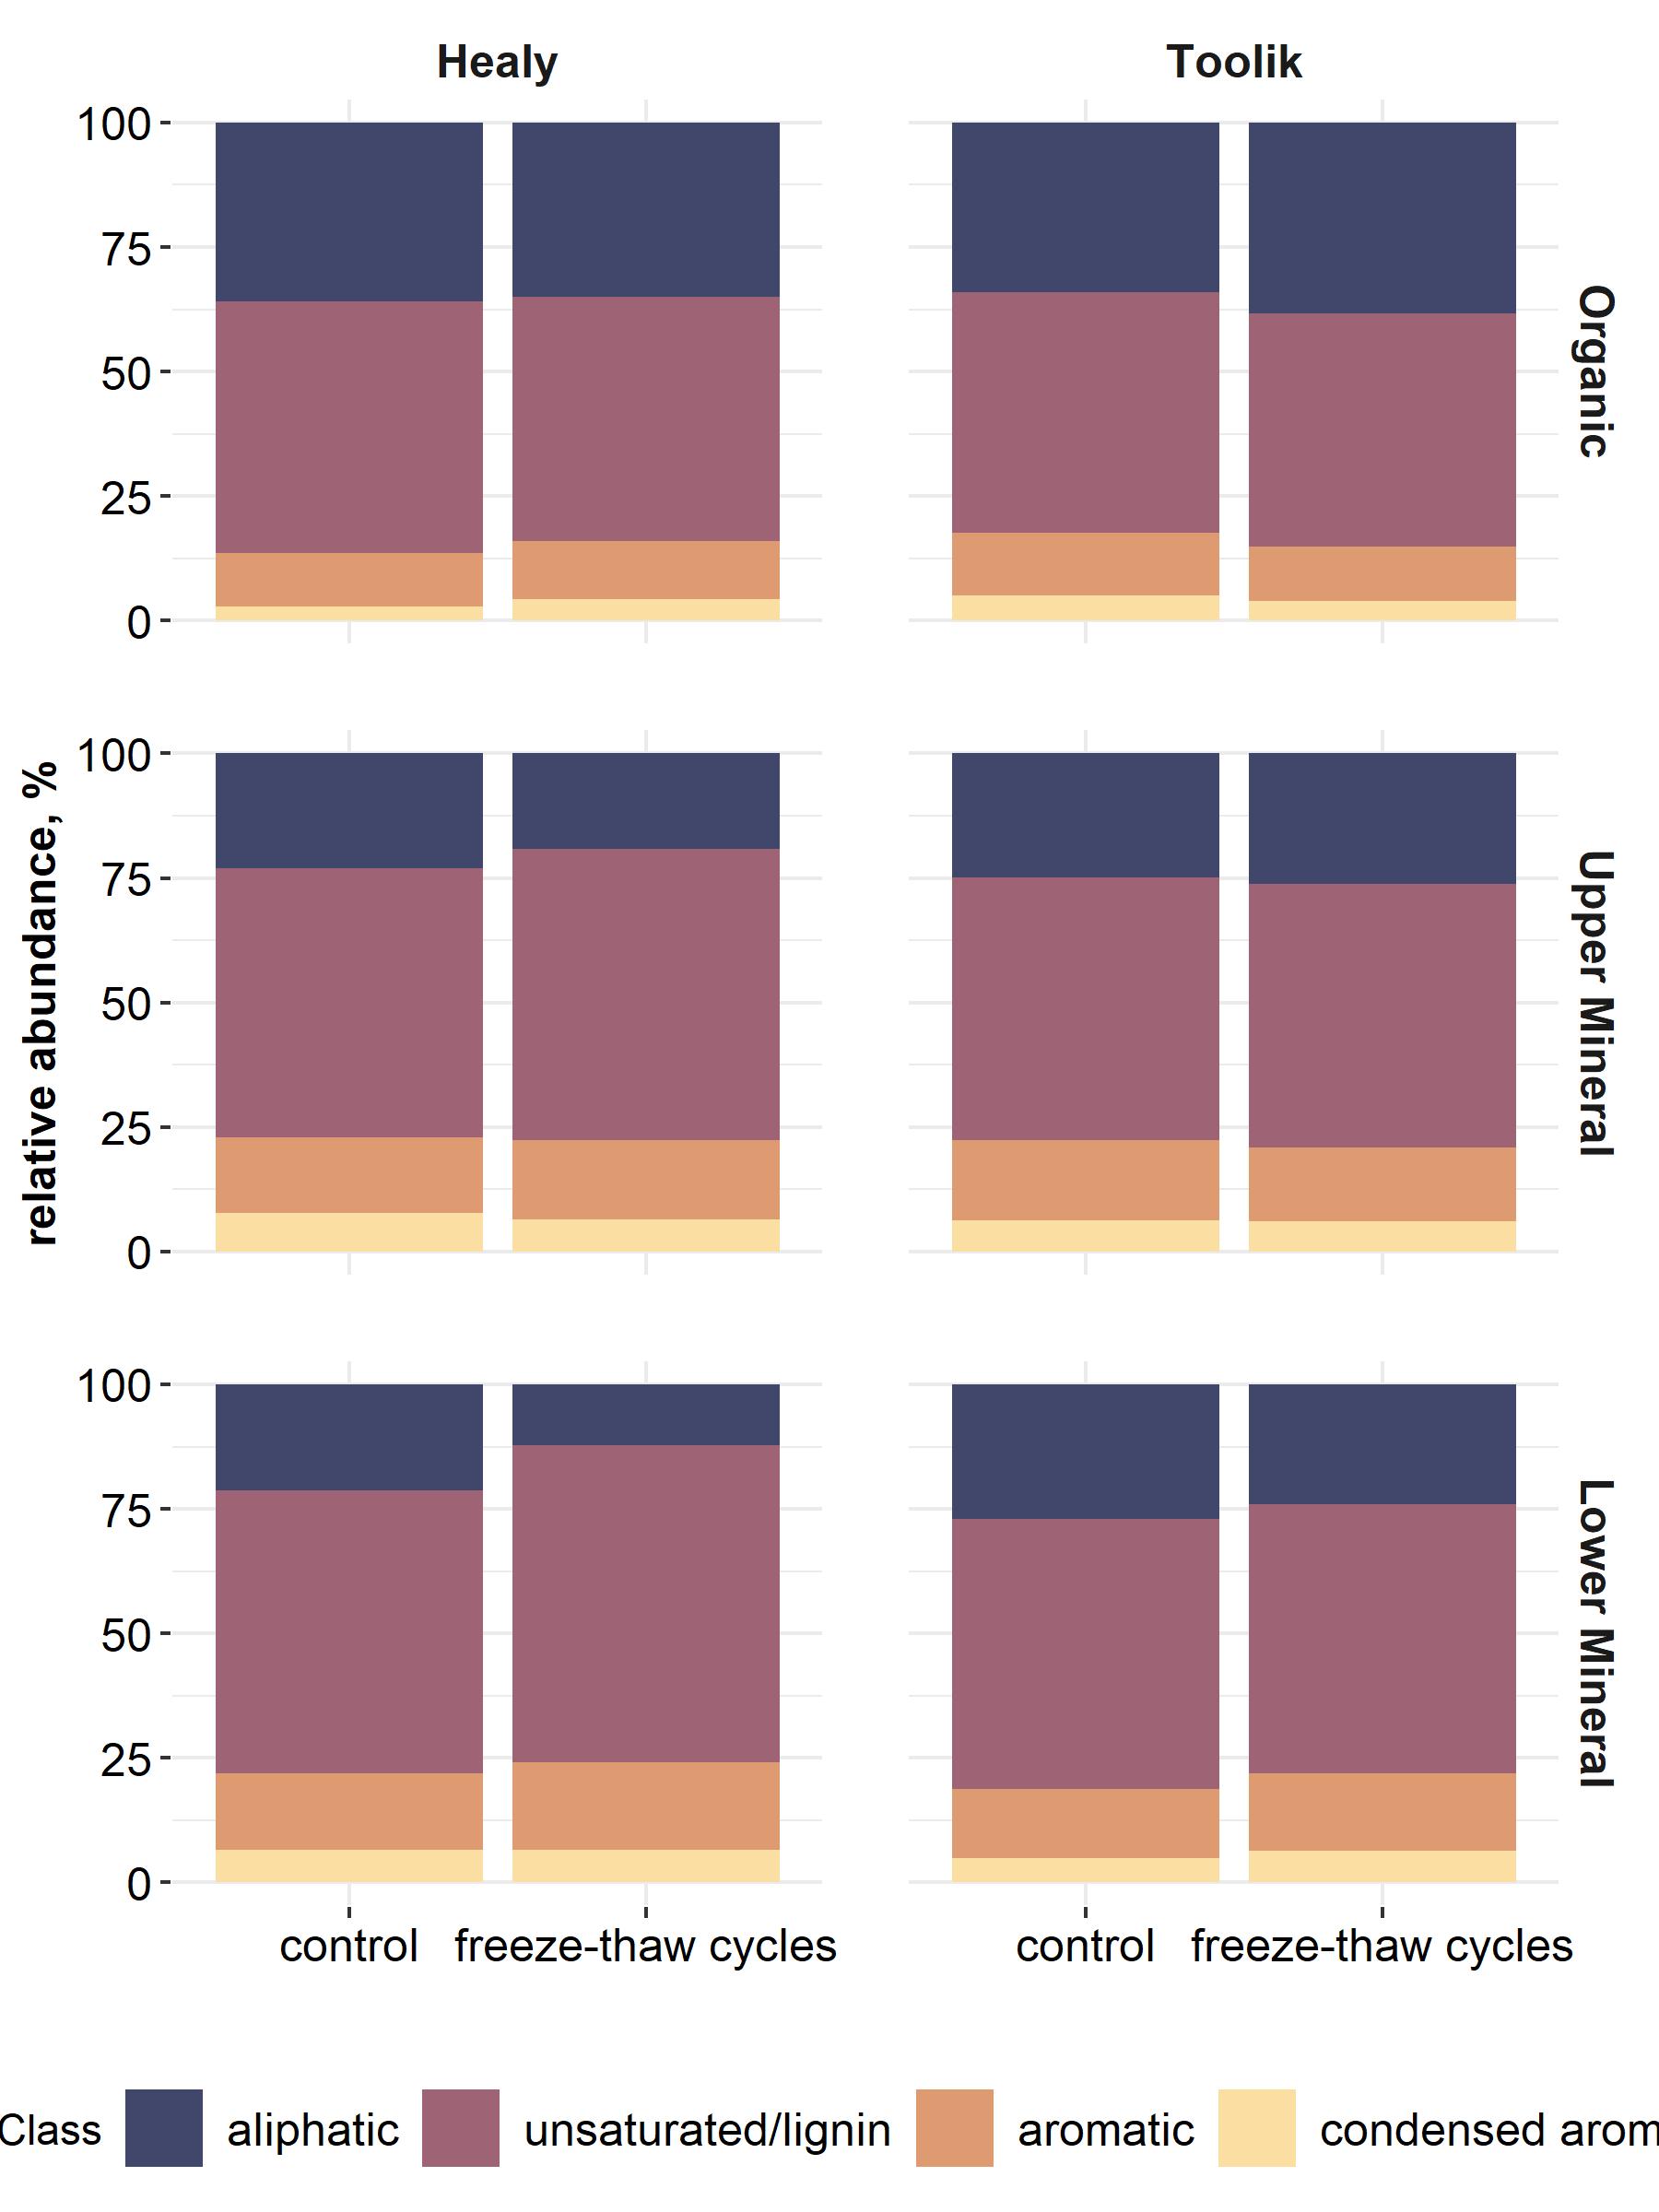 Healy
Toolik
100
75
50
25
0
Organic
100
75
50
25
0
Upper Mineral
relative abundance, %
100
75
50
25
0
Lower Mineral
control freeze-thaw cycles
control freeze-thaw cycles
Class aliphatic unsaturated/lignin aromatic condensed arom